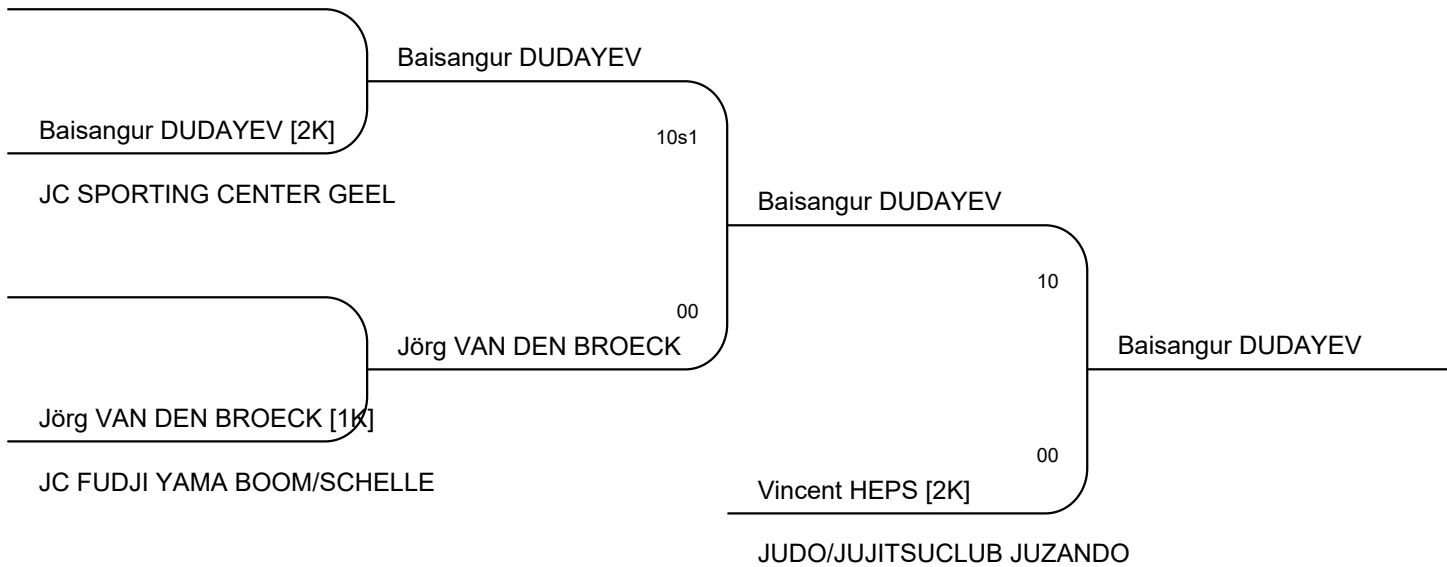 Baisangur DUDAYEV
Baisangur DUDAYEV [2K]
10s1
JC SPORTING CENTER GEEL
Baisangur DUDAYEV
10
00
Jörg VAN DEN BROECK
Baisangur DUDAYEV
Jörg VAN DEN BROECK [1K]
00
JC FUDJI YAMA BOOM/SCHELLE
Vincent HEPS [2K]
JUDO/JUJITSUCLUB JUZANDO